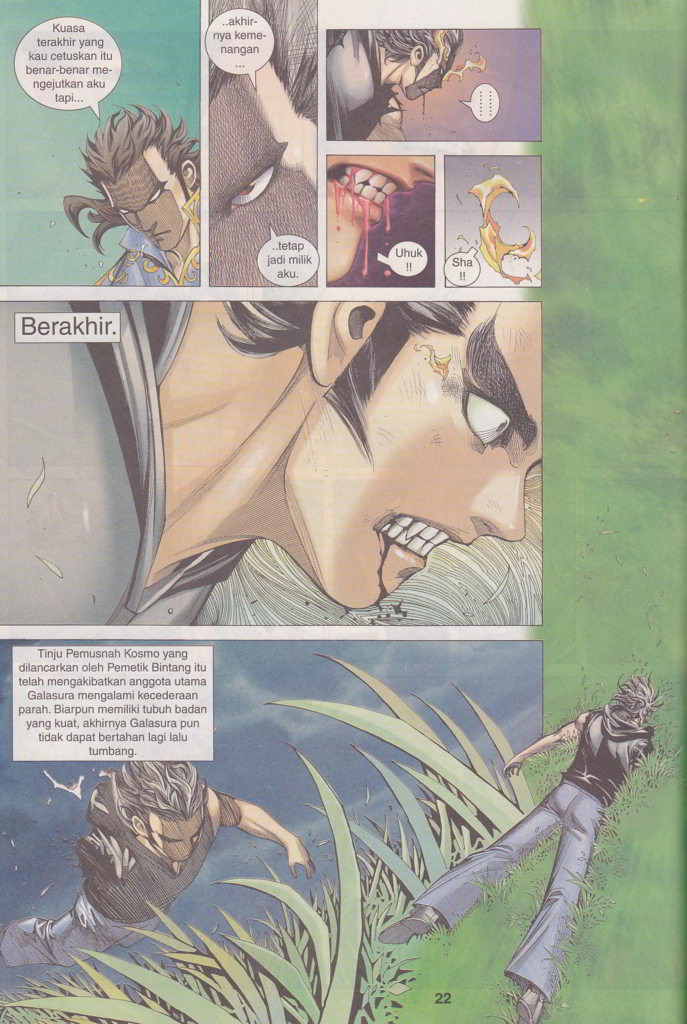 Kuasa
terakhir yang
kau cetuskan itu
benar-benar me-
ngejutkan aku
tapi...
..akhir-
nya keme-
nangan
...
..tetap
jadi milik
aku.
......
Uhuk
!!
Sha
!!
Berakhir.
Tinju Pemusnah Kosmo yang
dilancarkan oleh Pemetik Bintang itu
telah mengakibatkan anggota utama
Galasura mengalami kecederaan
parah. Biarpun memiliki tubuh badan
yang kuat, akhirnya Galasura pun
tidak dapat bertahan lagi lalu
tumbang.
22